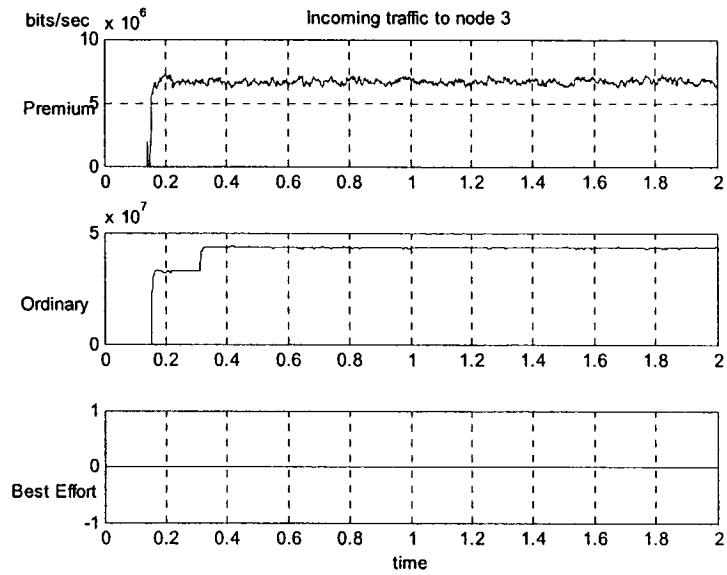 bits/sec x 10⁶ Incoming traffic to node 3
10
5
Premium
0
0 0.2 0.4 0.6 0.8 1 1.2 1.4 1.6 1.8 2
x 10⁷
5
Ordinary
0
0 0.2 0.4 0.6 0.8 1 1.2 1.4 1.6 1.8 2
1
0
Best Effort
-1
0 0.2 0.4 0.6 0.8 1 1.2 1.4 1.6 1.8 2
time